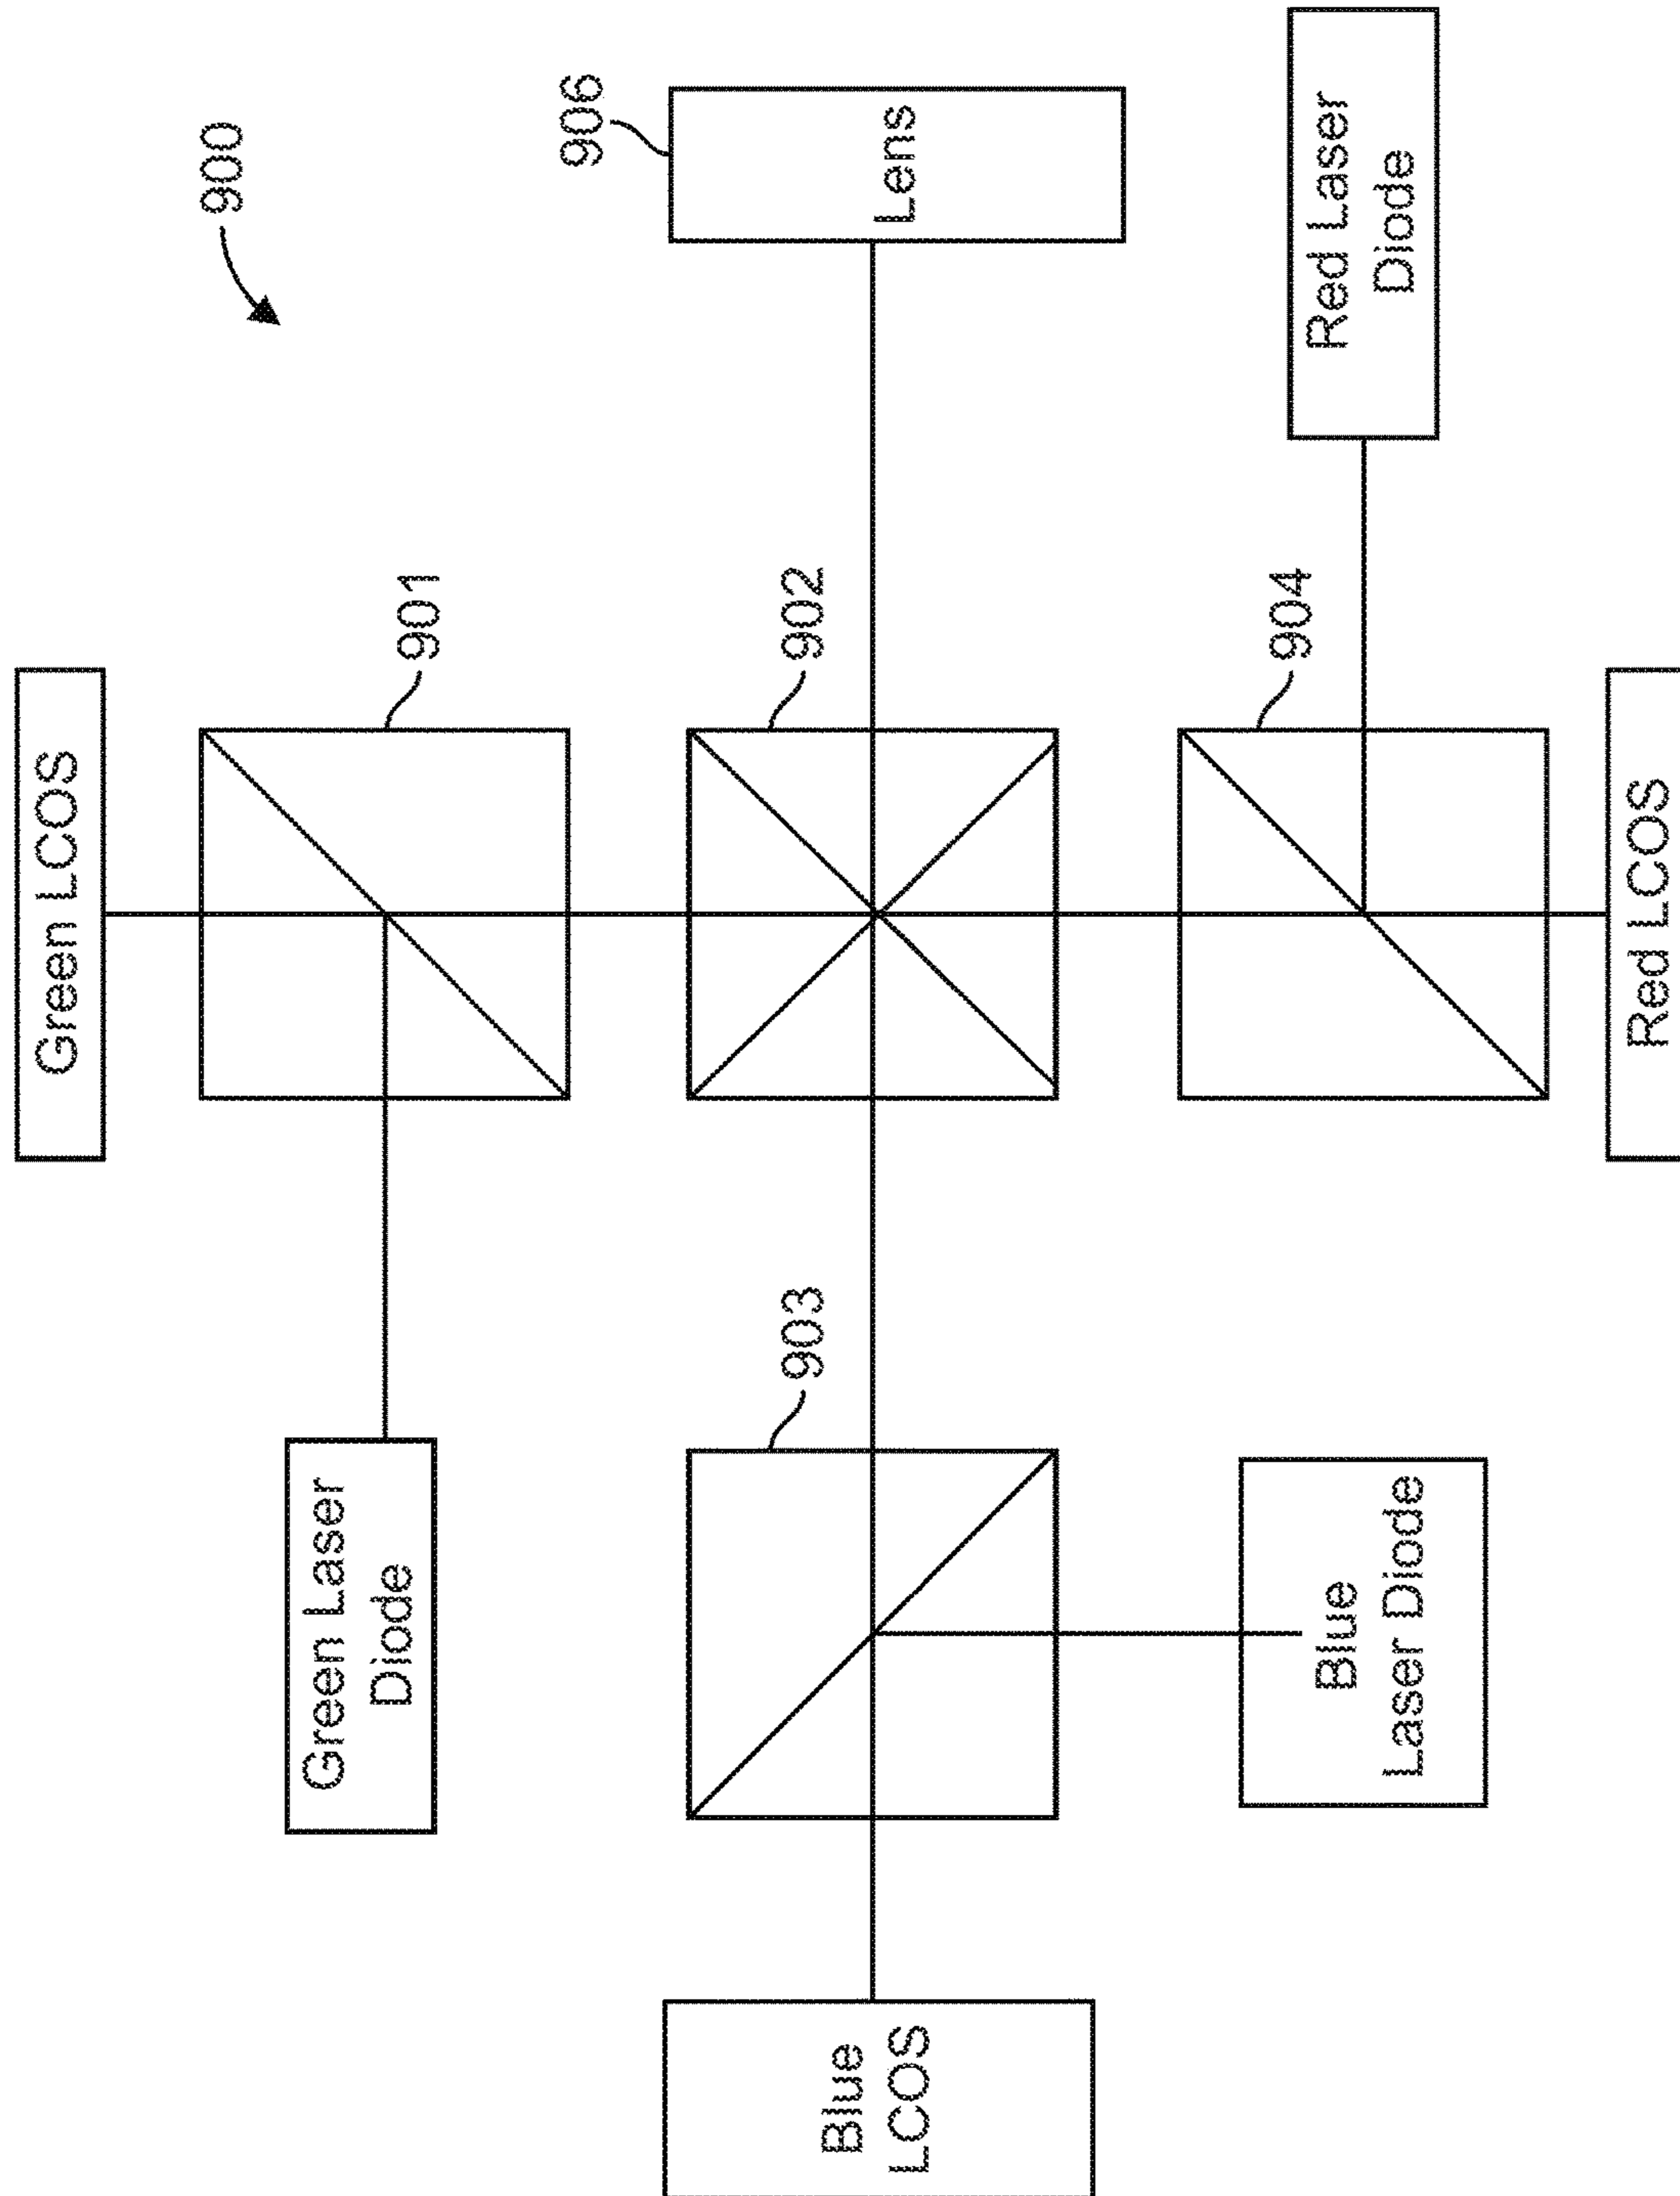 Green LCOS
900
Green Laser
Diode
901
906
903
902
Blue
LCOS
Lens
904
Blue
Laser Diode
Red Laser
Diode
Red LCOS